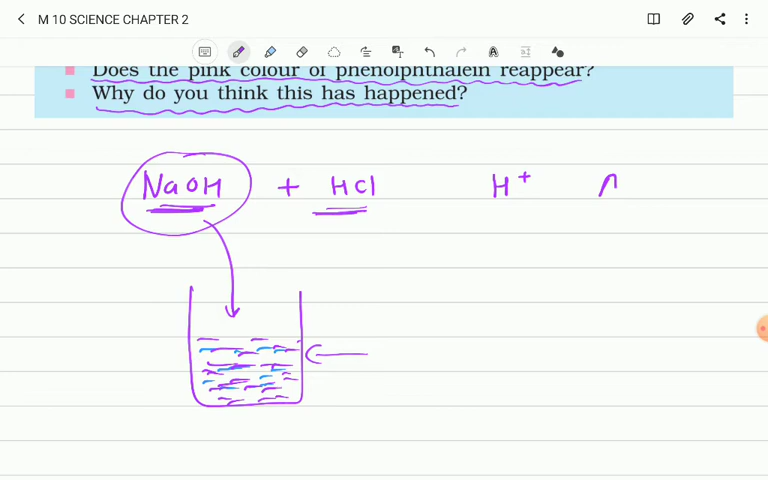 M 10 SCIENCE CHAPTER 2
Does the pink colour of phenolphthalein reappear?
Why do you think this has happened?
NaOH + HCl H⁺